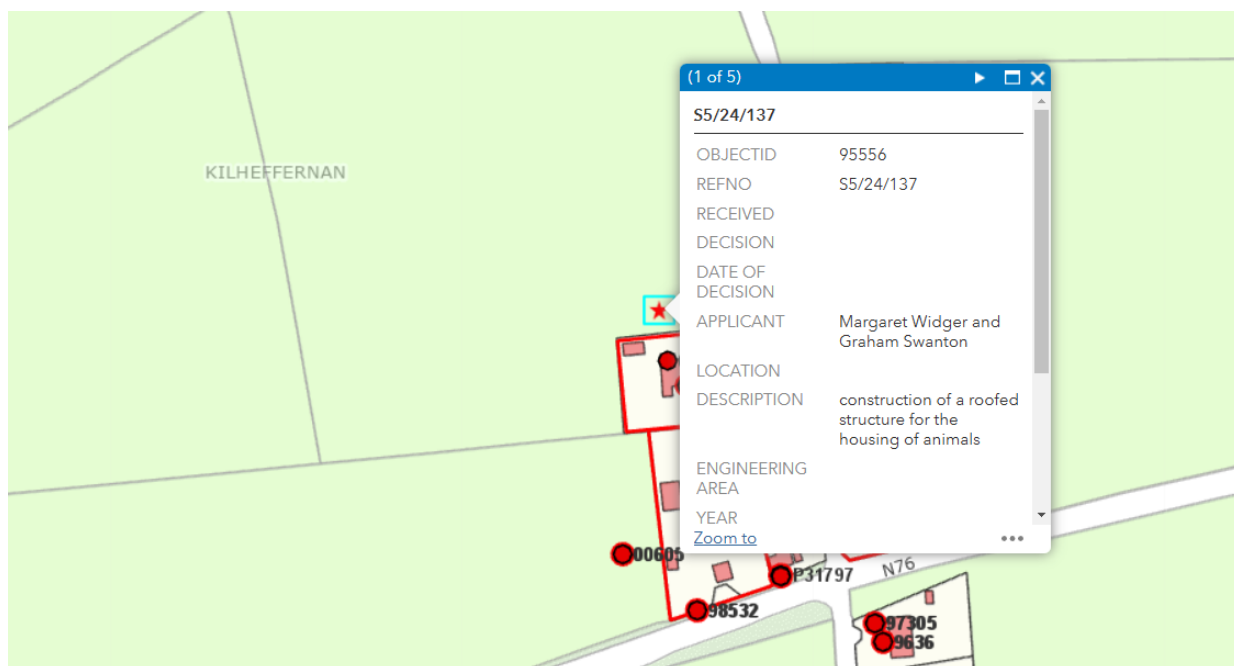 KILHEFFERNAN
(1 of 5)
S5/24/137
OBJECTID 95556
REFNO S5/24/137
RECEIVED
DECISION
DATE OF
DECISION
APPLICANT Margaret Widger and
Graham Swanton
LOCATION
DESCRIPTION construction of a roofed
structure for the
housing of animals
ENGINEERING
AREA
YEAR
Zoom to
00605
P31797
N76
98532
97305
9636